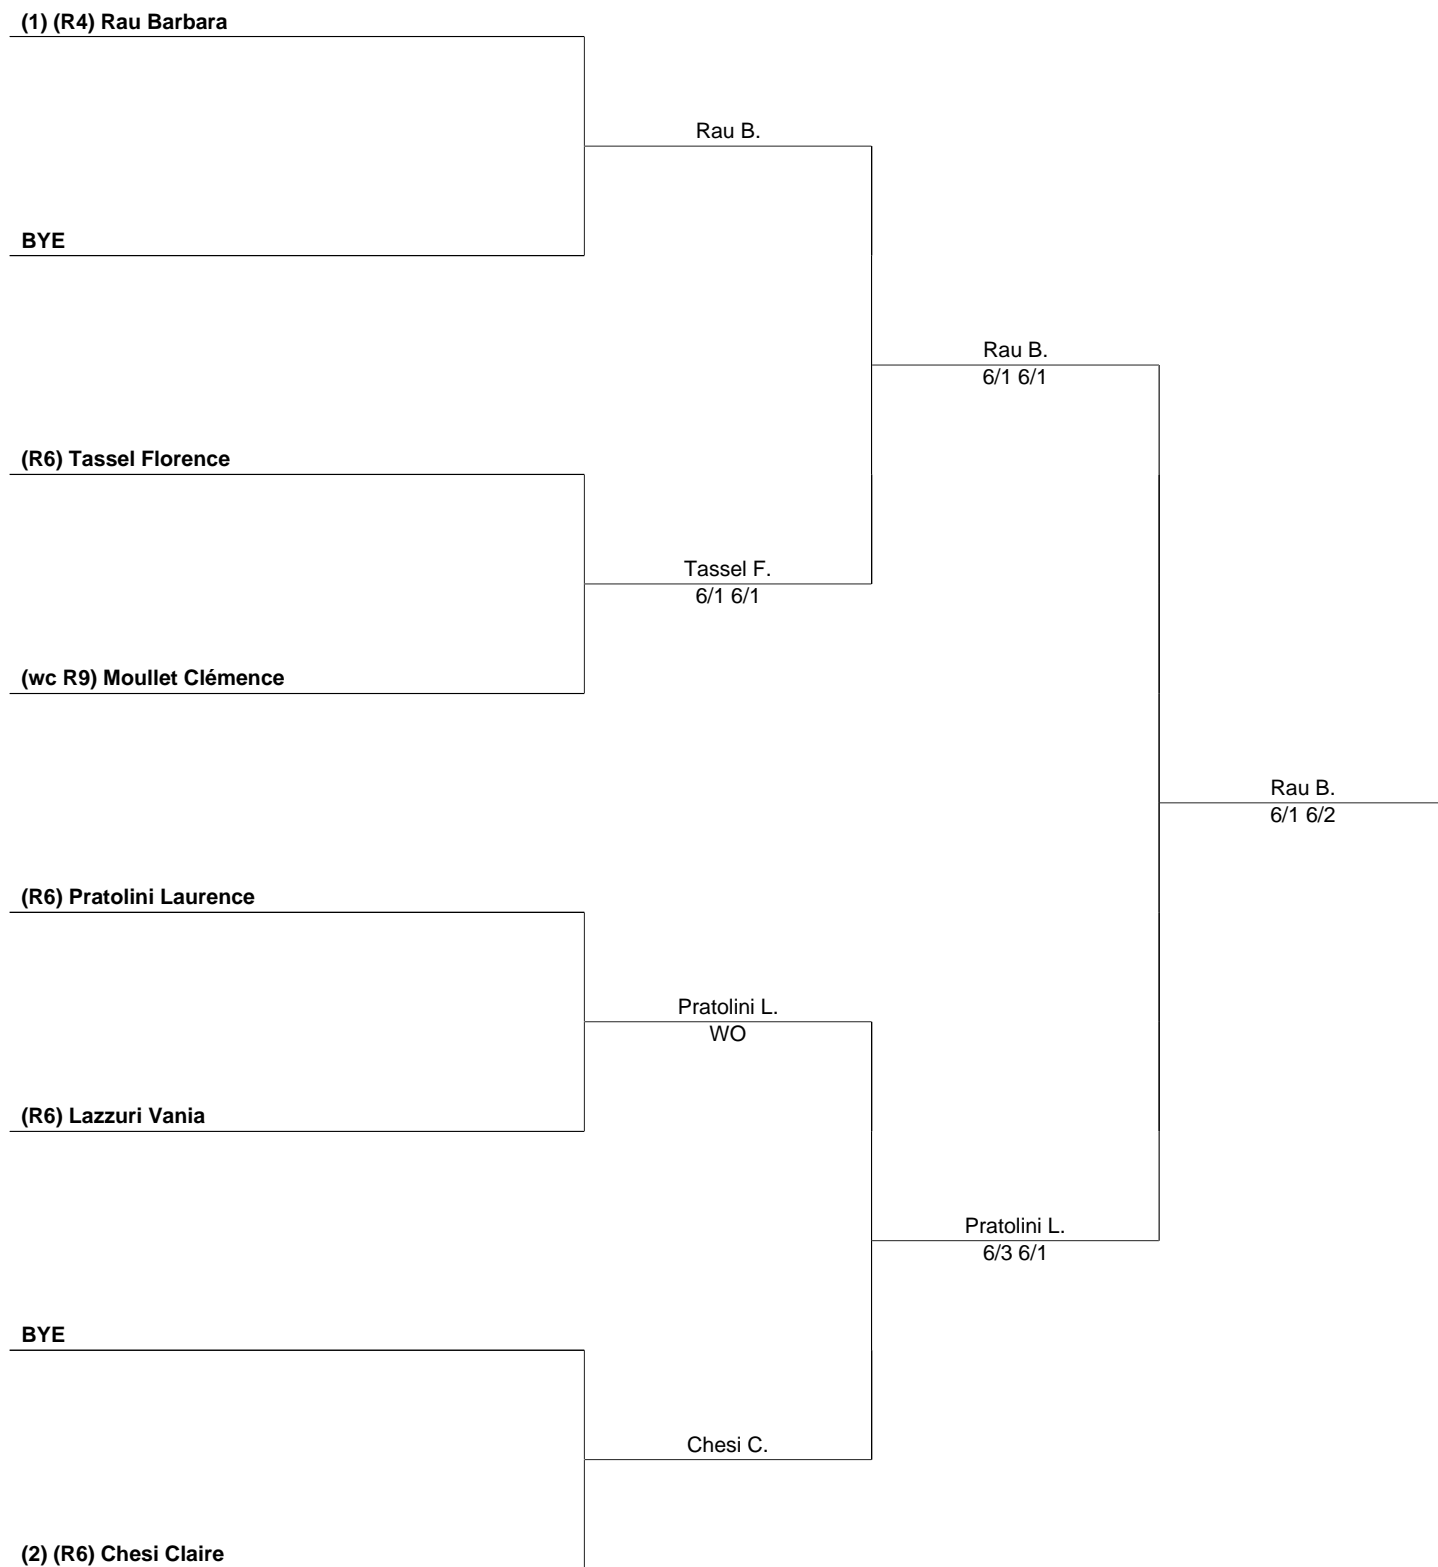 (1) (R4) Rau Barbara
Rau B.
BYE
Rau B.
6/1 6/1
(R6) Tassel Florence
Tassel F.
6/1 6/1
(wc R9) Moullet Clémence
Rau B.
6/1 6/2
(R6) Pratolini Laurence
Pratolini L.
WO
(R6) Lazzuri Vania
Pratolini L.
6/3 6/1
BYE
Chesi C.
(2) (R6) Chesi Claire